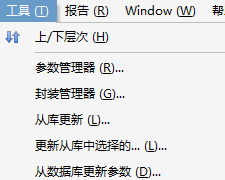 工具 (T) 报告 (R) Window (W) 帮
上/下层次 (H)
参数管理器 (R)...
封装管理器 (G)...
从库更新 (L)...
更新从库中选择的... (L)...
从数据库更新参数 (D)...